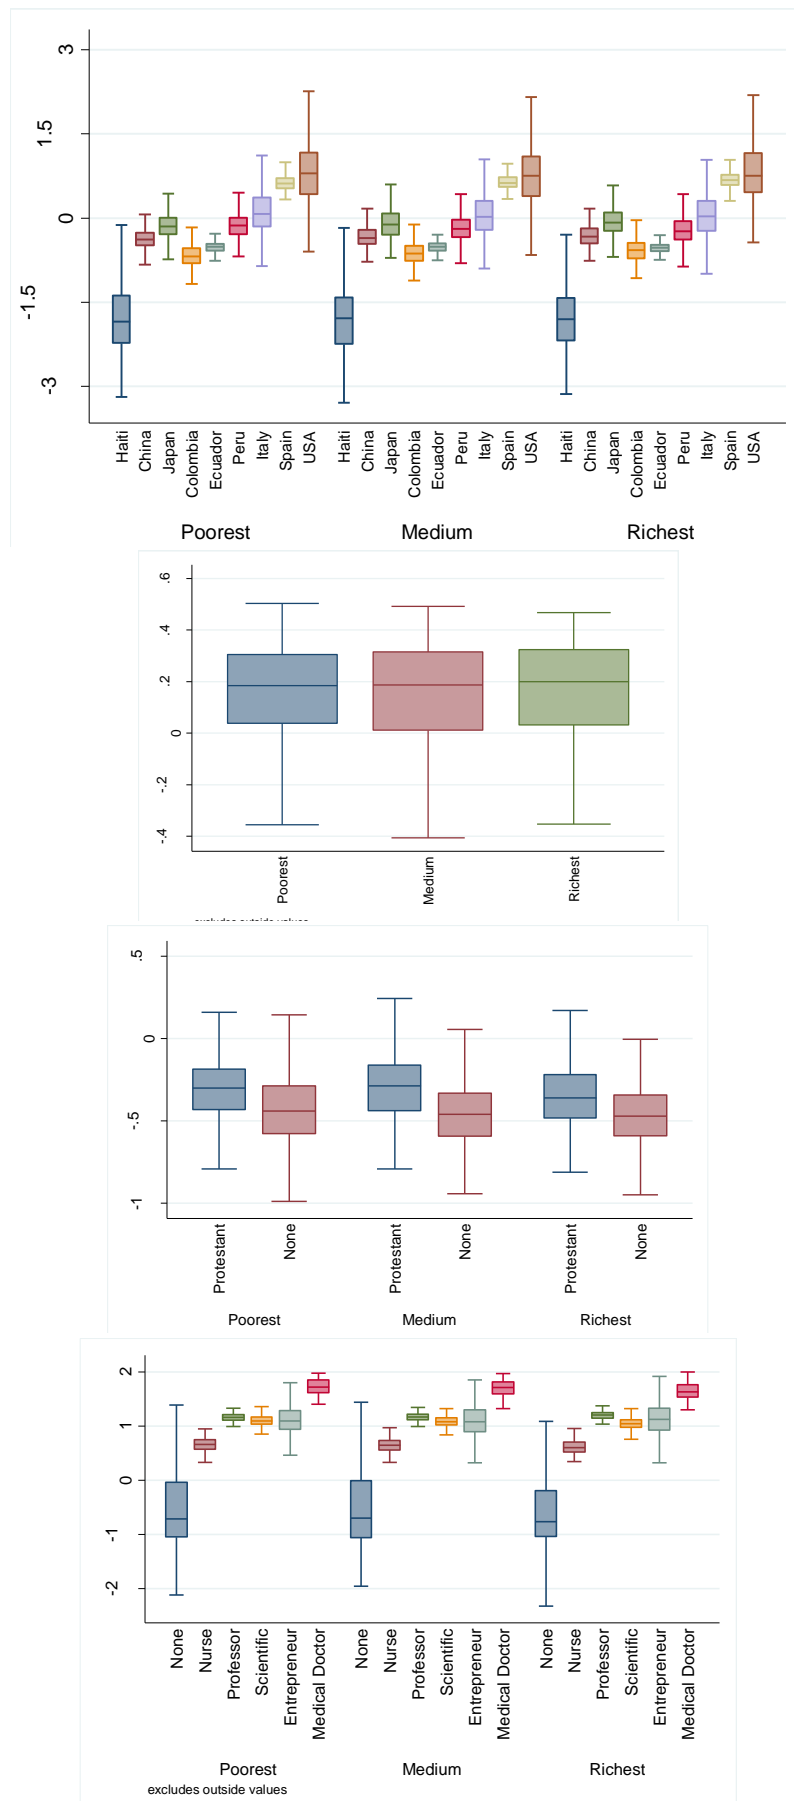 3
1.5
0
-1.5
-3
Haiti China Japan Colombia Ecuador Peru Italy Spain USA Haiti China Japan Colombia Ecuador Peru Italy Spain USA Haiti China Japan Colombia Ecuador Peru Italy Spain USA
Poorest Medium Richest
.6
.4
.2
0
-.2
-.4
Poorest Medium Richest
excludes outside values
.5
0
-.5
-1
Protestant None Protestant None Protestant None
Poorest Medium Richest
2
1
0
-1
-2
None Nurse Professor Scientific Entrepreneur Medical Doctor None Nurse Professor Scientific Entrepreneur Medical Doctor None Nurse Professor Scientific Entrepreneur Medical Doctor
Poorest Medium Richest
excludes outside values